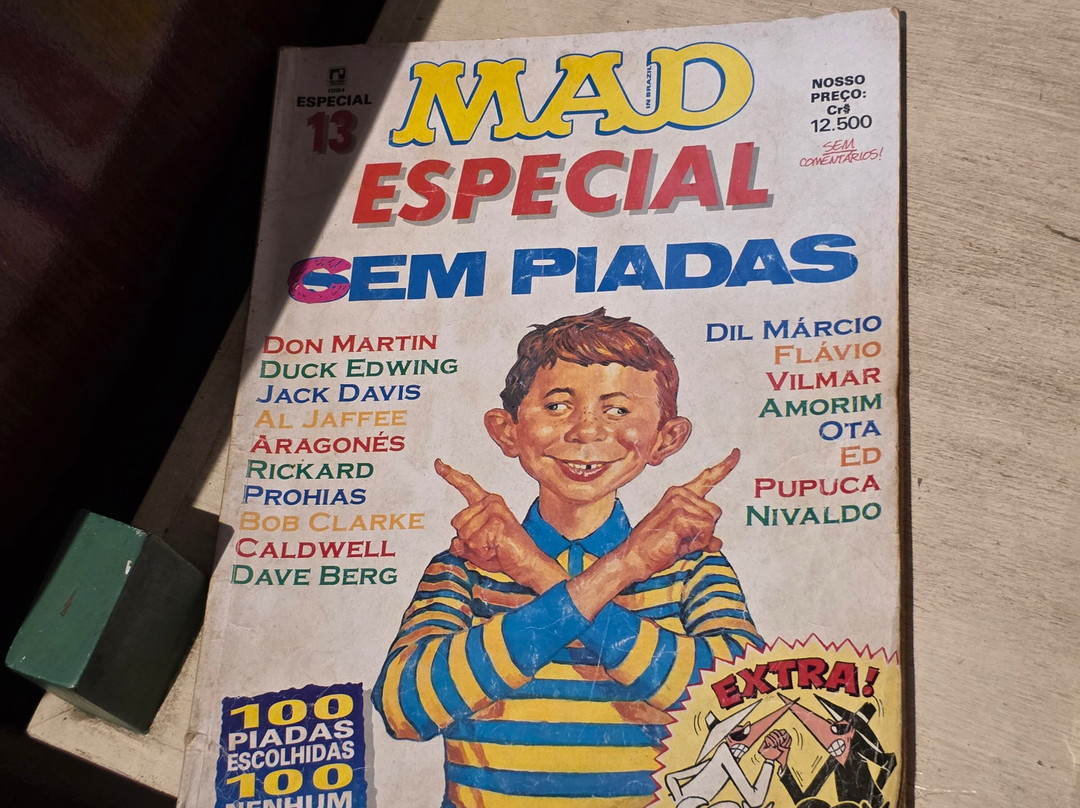 1994
ESPECIAL
13
MAD
IN BRAZIL
NOSSO
PREÇO:
Cr$
12.500
SEM
COMENTÁRIOS!
ESPECIAL
CEM PIADAS
DON MARTIN
DUCK EDWING
JACK DAVIS
AL JAFFEE
ARAGONÉS
RICKARD
PROHIAS
BOB CLARKE
CALDWELL
DAVE BERG
DIL MÁRCIO
FLÁVIO
VILMAR
AMORIM
OTA
ED
PUPUCA
NIVALDO
100
PIADAS
ESCOLHIDAS
100
NENHUM
EXTRA!